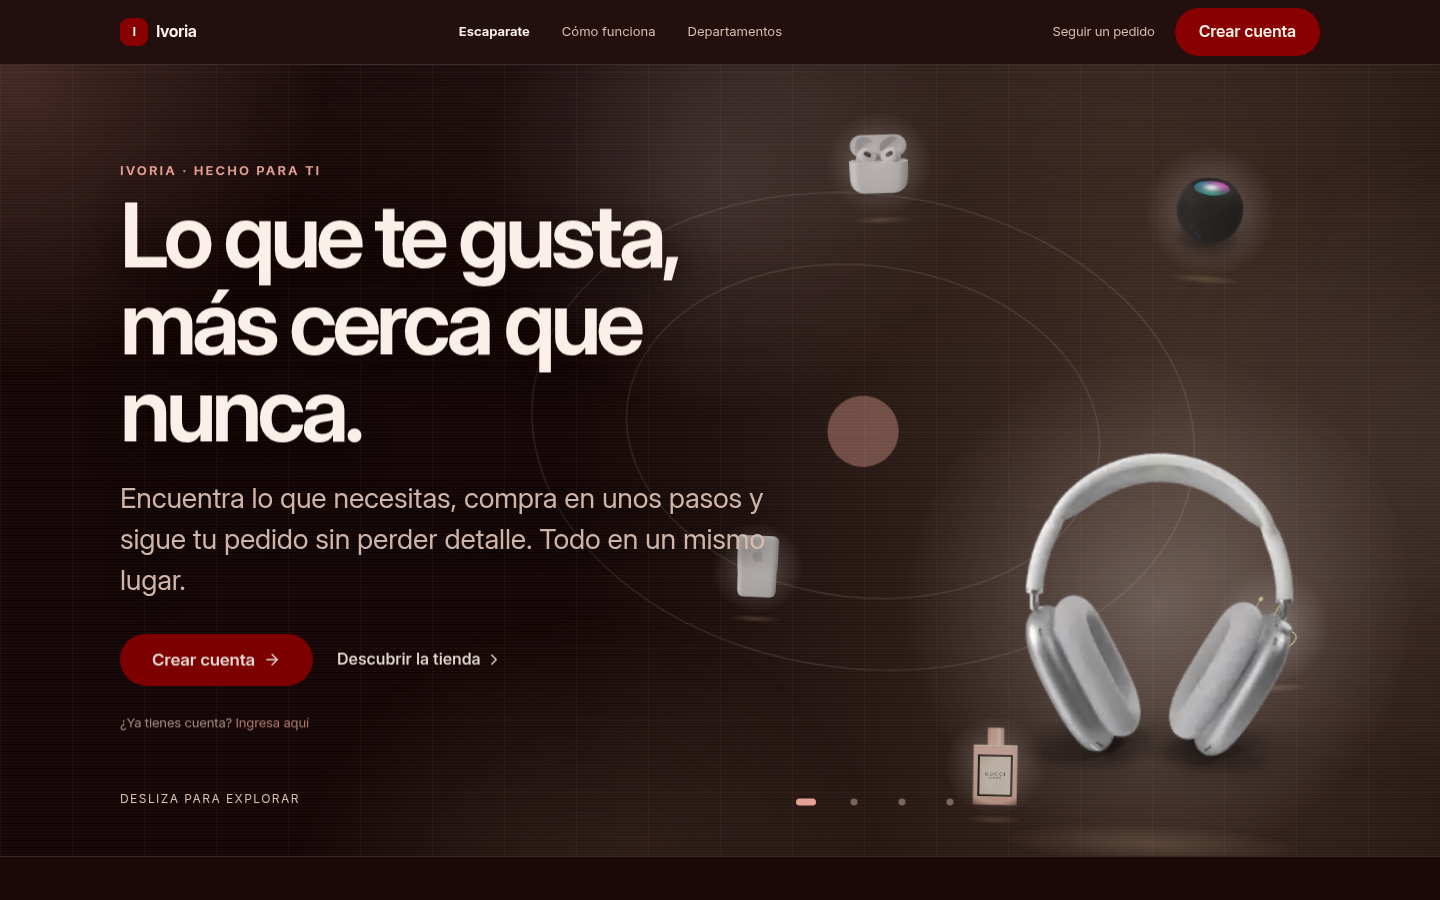 I Ivoria
Escaparate
Cómo funciona
Departamentos
Seguir un pedido
Crear cuenta
IVORIA · HECHO PARA TI
Lo que te gusta,
más cerca que
nunca.
Encuentra lo que necesitas, compra en unos pasos y
sigue tu pedido sin perder detalle. Todo en un mismo
lugar.
Crear cuenta
Descubrir la tienda
¿Ya tienes cuenta? Ingresa aquí
GUCCI
DESLIZA PARA EXPLORAR